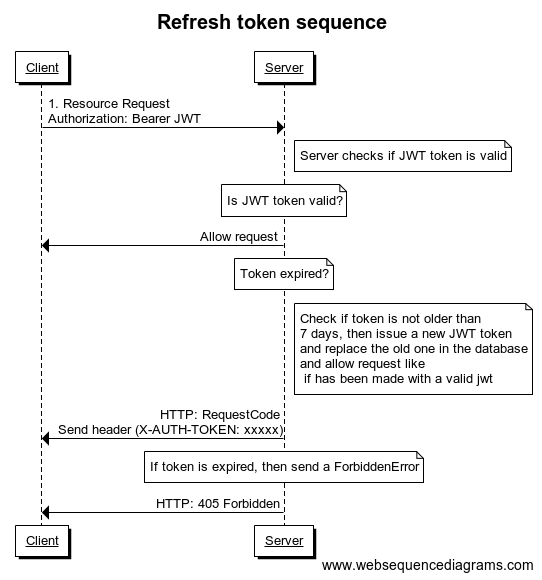 Refresh token sequence
Client
Server
1. Resource Request
Authorization: Bearer JWT
Server checks if JWT token is valid
Is JWT token valid?
Allow request
Token expired?
Check if token is not older than
7 days, then issue a new JWT token
and replace the old one in the database
and allow request like
if has been made with a valid jwt
HTTP: RequestCode
Send header (X-AUTH-TOKEN: xxxxx)
If token is expired, then send a ForbiddenError
HTTP: 405 Forbidden
Client
Server
www.websequencediagrams.com